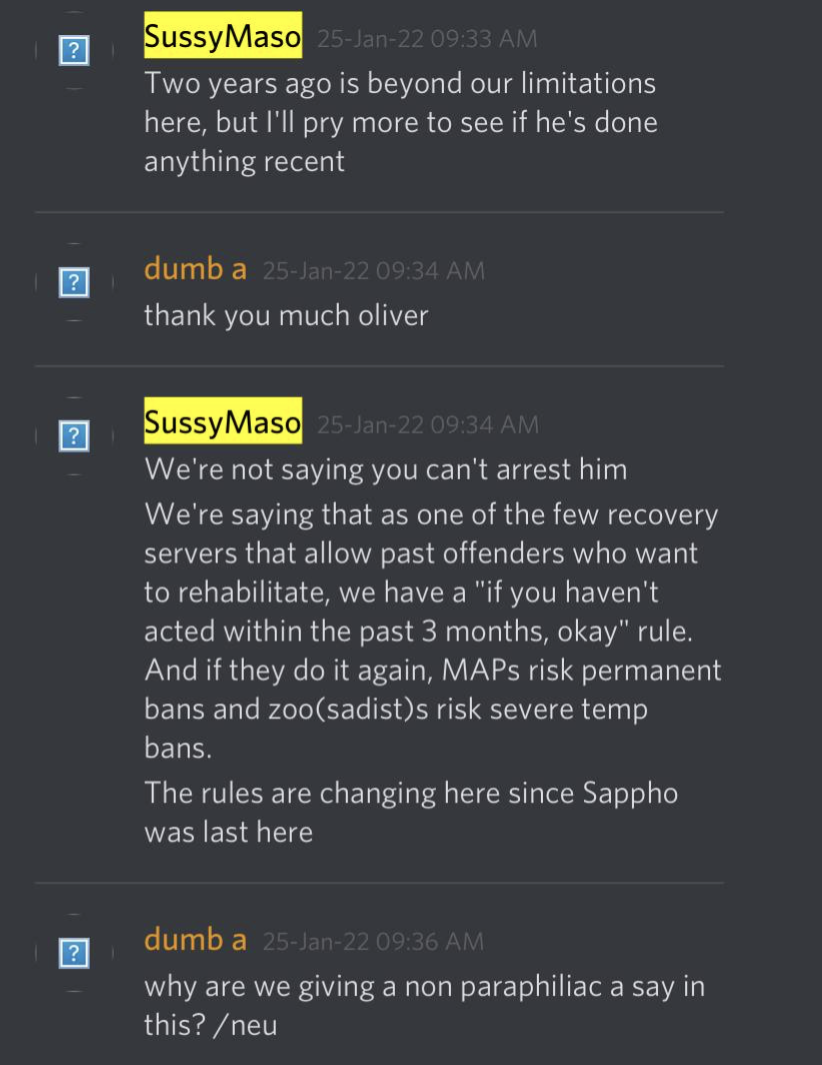 SussyMaso 25-Jan-22 09:33 AM
Two years ago is beyond our limitations
here, but I'll pry more to see if he's done
anything recent
dumb a 25-Jan-22 09:34 AM
thank you much oliver
SussyMaso 25-Jan-22 09:34 AM
We're not saying you can't arrest him
We're saying that as one of the few recovery
servers that allow past offenders who want
to rehabilitate, we have a "if you haven't
acted within the past 3 months, okay" rule.
And if they do it again, MAPs risk permanent
bans and zoo(sadist)s risk severe temp
bans.
The rules are changing here since Sappho
was last here
dumb a 25-Jan-22 09:36 AM
why are we giving a non paraphiliac a say in
this? /neu